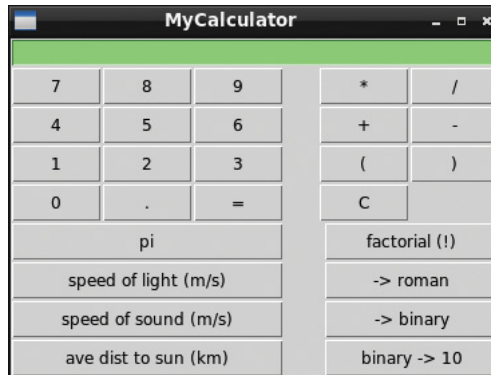 MyCalculator
7 8 9 * /
4 5 6 + -
1 2 3 ( )
0 . = C
pi factorial (!)
speed of light (m/s) -> roman
speed of sound (m/s) -> binary
ave dist to sun (km) binary -> 10